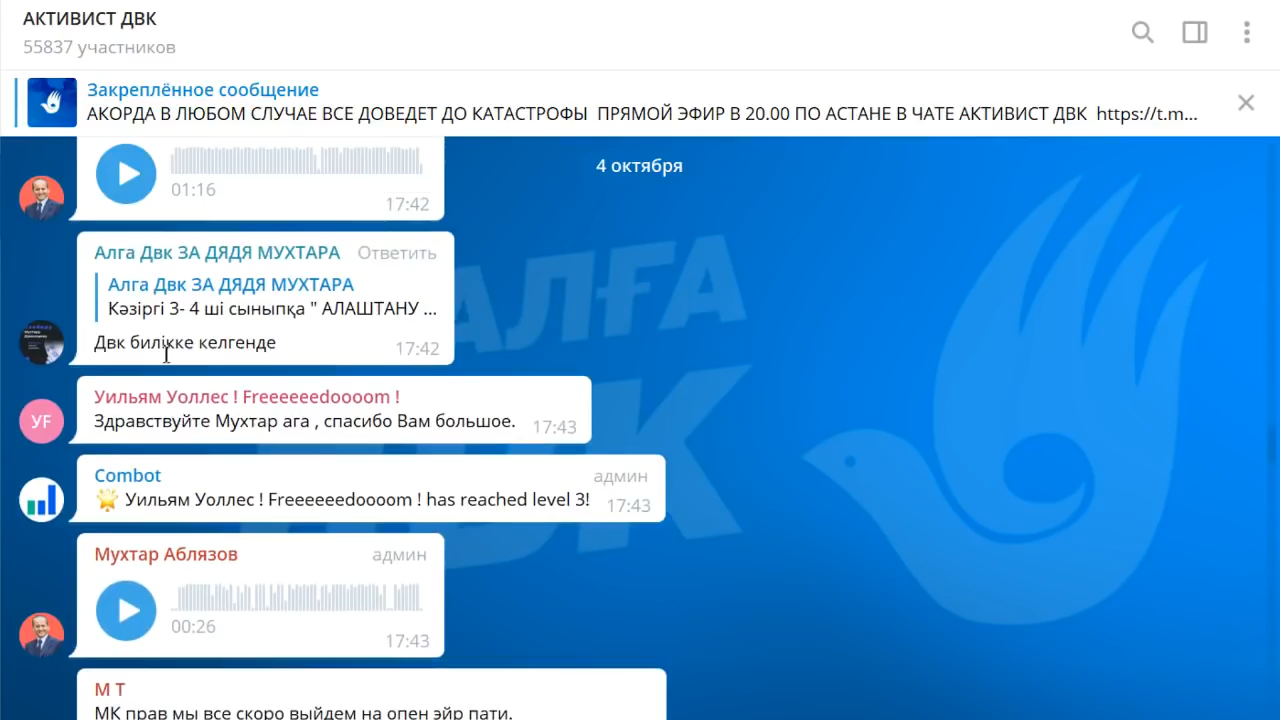 АКТИВИСТ ДВК
55837 участников
Закреплённое сообщение
АКОРДА В ЛЮБОМ СЛУЧАЕ ВСЕ ДОВЕДЕТ ДО КАТАСТРОФЫ ПРЯМОЙ ЭФИР В 20.00 ПО АСТАНЕ В ЧАТЕ АКТИВИСТ ДВК https://t.m...
4 октября
01:16
17:42
Алга Двк ЗА ДЯДЯ МУХТАРА Ответить
Алга Двк ЗА ДЯДЯ МУХТАРА
Кәзіргі 3- 4 ші сыныпқа " АЛАШТАНУ ...
Двк билікке келгенде 17:42
АЛҒА
ДВК
УF
Уильям Уоллес ! Freeeeeedoooom !
Здравствуйте Мухтар ага , спасибо Вам большое. 17:43
Combot админ
Уильям Уоллес ! Freeeeeedoooom ! has reached level 3! 17:43
Мухтар Аблязов админ
00:26
17:43
М Т
МК прав мы все скоро выйдем на опен эйр пати.